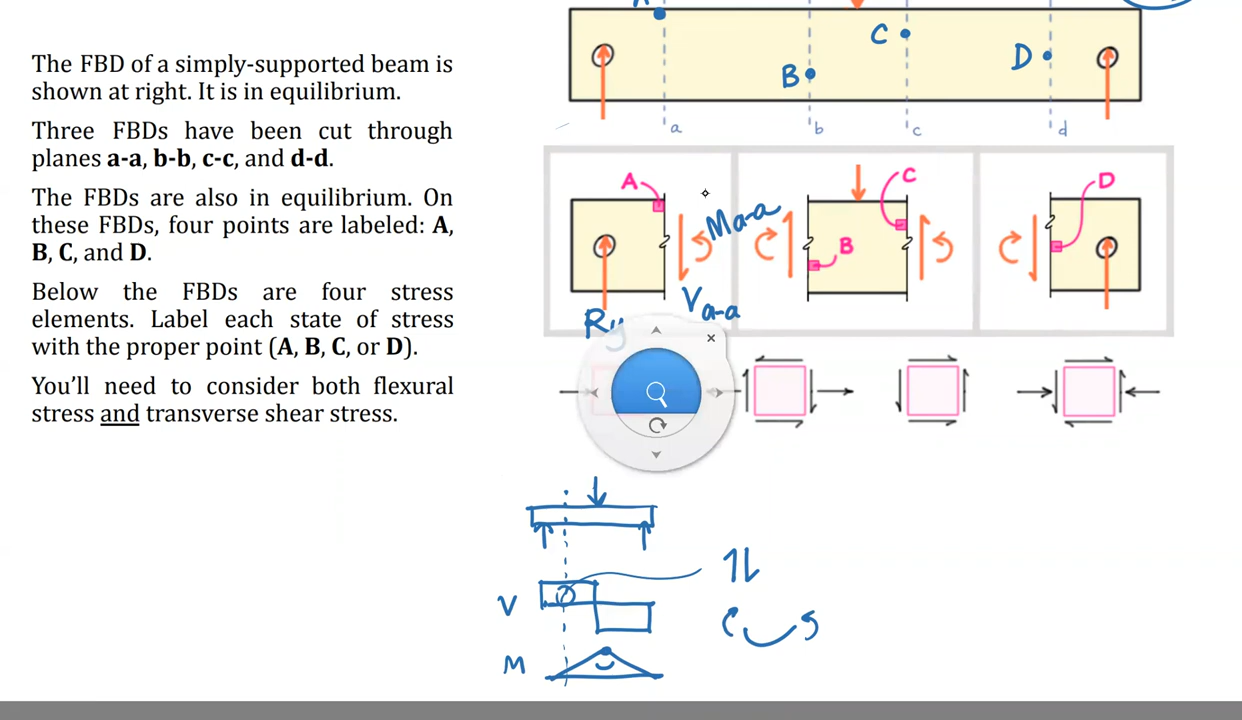 The FBD of a simply-supported beam is
shown at right. It is in equilibrium.
Three FBDs have been cut through
planes a-a, b-b, c-c, and d-d.
The FBDs are also in equilibrium. On
these FBDs, four points are labeled: A,
B, C, and D.
Below the FBDs are four stress
elements. Label each state of stress
with the proper point (A, B, C, or D).
You'll need to consider both flexural
stress and transverse shear stress.
C
D
B
a
b
c
d
A
C
D
Ma-a
B
Va-a
Ry
V
M